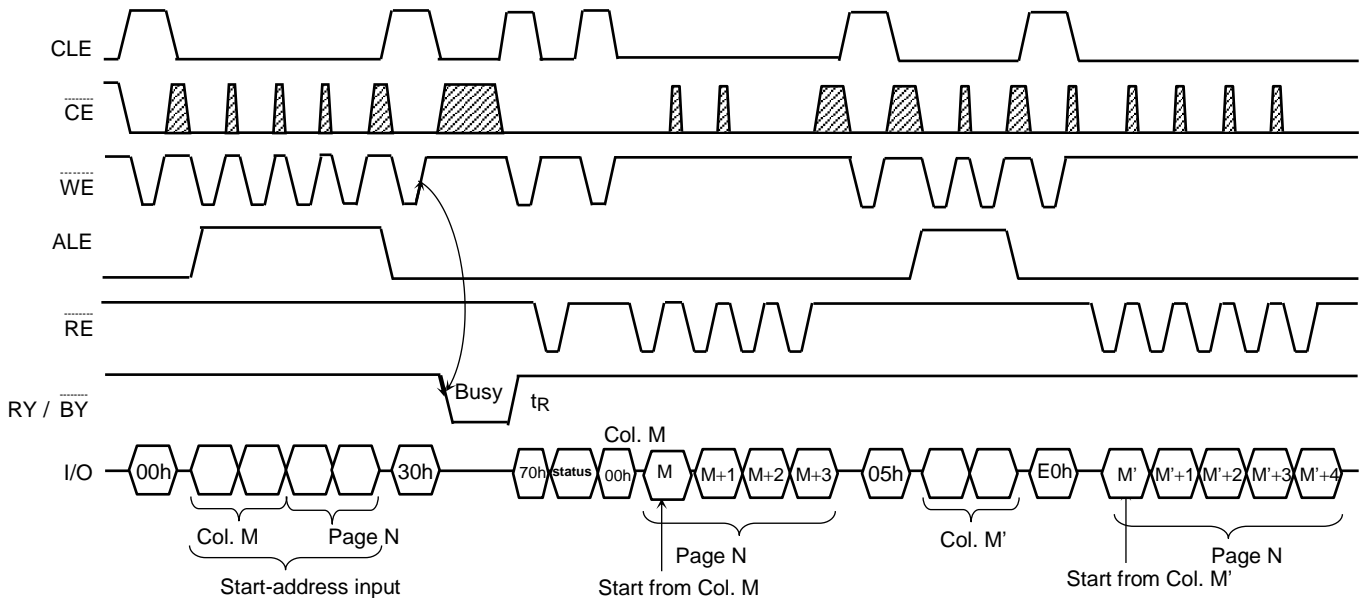 CLE
CE
WE
ALE
RE
RY / BY
Busy
tR
Col. M
I/O
00h
30h
70h
status
00h
M
M+1
M+2
M+3
05h
E0h
M'
M'+1
M'+2
M'+3
M'+4
Col. M
Page N
Col. M'
Page N
Page N
Start-address input
Start from Col. M
Start from Col. M'